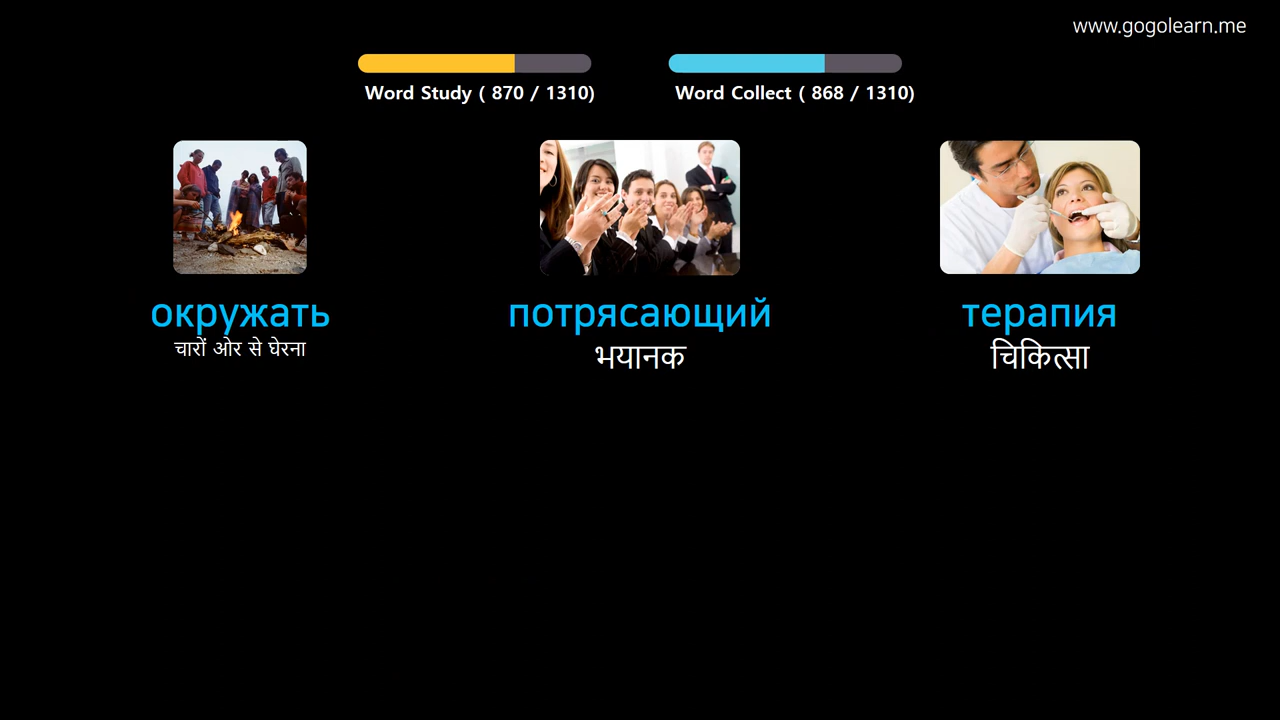 www.gogolearn.me
Word Study ( 870 / 1310)
Word Collect ( 868 / 1310)
окружать
चारों ओर से घेरना
потрясающий
भयानक
терапия
चिकित्सा